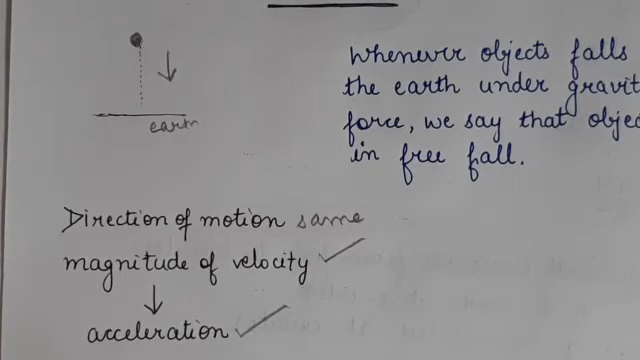 earth
Whenever objects falls
the earth under gravit
force, we say that objec
in free fall.
Direction of motion same
magnitude of velocity
acceleration